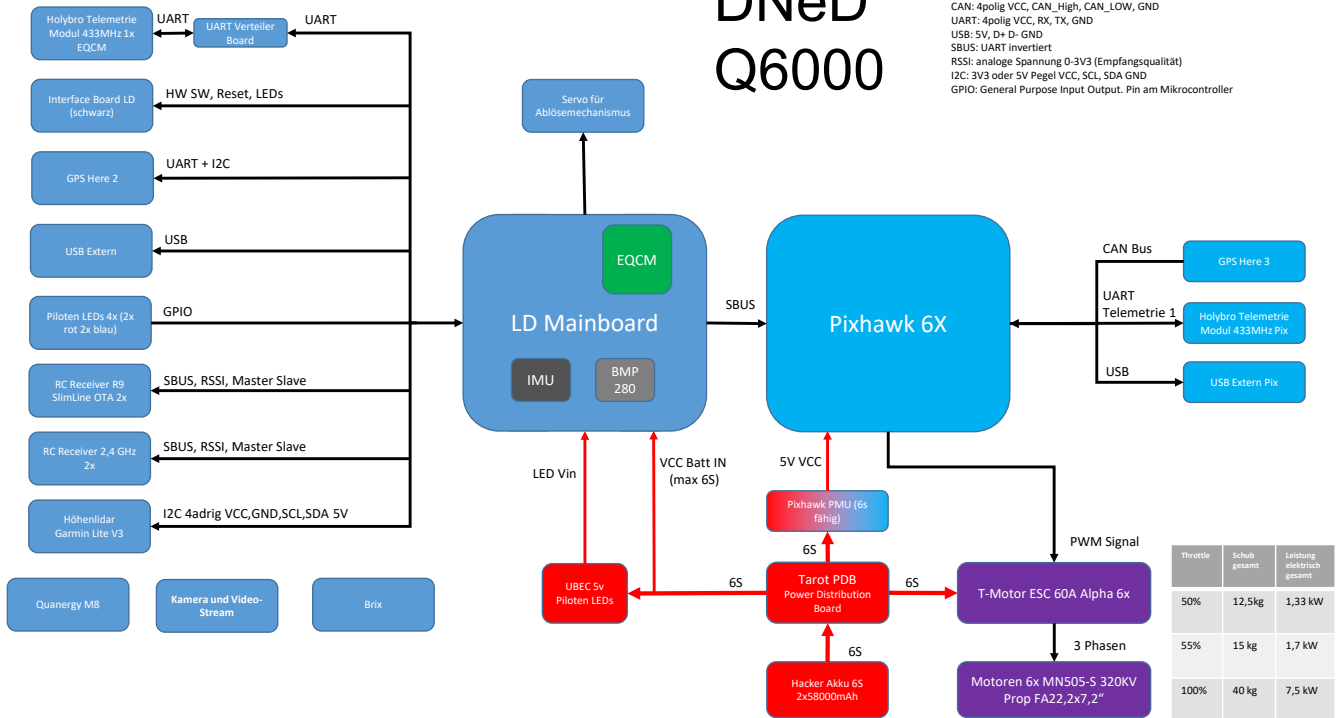 DNeD
Q6000
CAN: 4polig VCC, CAN_High, CAN_LOW, GND
UART: 4polig VCC, RX, TX, GND
USB: 5V, D+ D- GND
SBUS: UART invertiert
RSSI: analoge Spannung 0-3V3 (Empfangsqualität)
I2C: 3V3 oder 5V Pegel VCC, SCL, SDA GND
GPIO: General Purpose Input Output. Pin am Mikrocontroller
Holybro Telemetrie
Modul 433MHz 1x
EQCM
UART
UART Verteiler
Board
UART
Interface Board LD
(schwarz)
HW SW, Reset, LEDs
GPS Here 2
UART + I2C
USB Extern
USB
Piloten LEDs 4x (2x
rot 2x blau)
GPIO
RC Receiver R9
SlimLine OTA 2x
SBUS, RSSI, Master Slave
RC Receiver 2,4 GHz
2x
SBUS, RSSI, Master Slave
Höhenlidar
Garmin Lite V3
I2C 4adrig VCC,GND,SCL,SDA 5V
Quanergy M8
Kamera und Video-
Stream
Brix
Servo für
Ablösemechanismus
EQCM
LD Mainboard
IMU
BMP
280
SBUS
Pixhawk 6X
CAN Bus
GPS Here 3
UART
Telemetrie 1
Holybro Telemetrie
Modul 433MHz Pix
USB
USB Extern Pix
LED Vin
VCC Batt IN
(max 6S)
5V VCC
Pixhawk PMU (6s
fähig)
6S
PWM Signal
UBEC 5v
Piloten LEDs
6S
Tarot PDB
Power Distribution
Board
6S
T-Motor ESC 60A Alpha 6x
6S
3 Phasen
Hacker Akku 6S
2x58000mAh
Motoren 6x MN505-S 320KV
Prop FA22,2x7,2“
Throttle Schub gesamt Leistung elektrisch gesamt
50% 12,5kg 1,33 kW
55% 15 kg 1,7 kW
100% 40 kg 7,5 kW